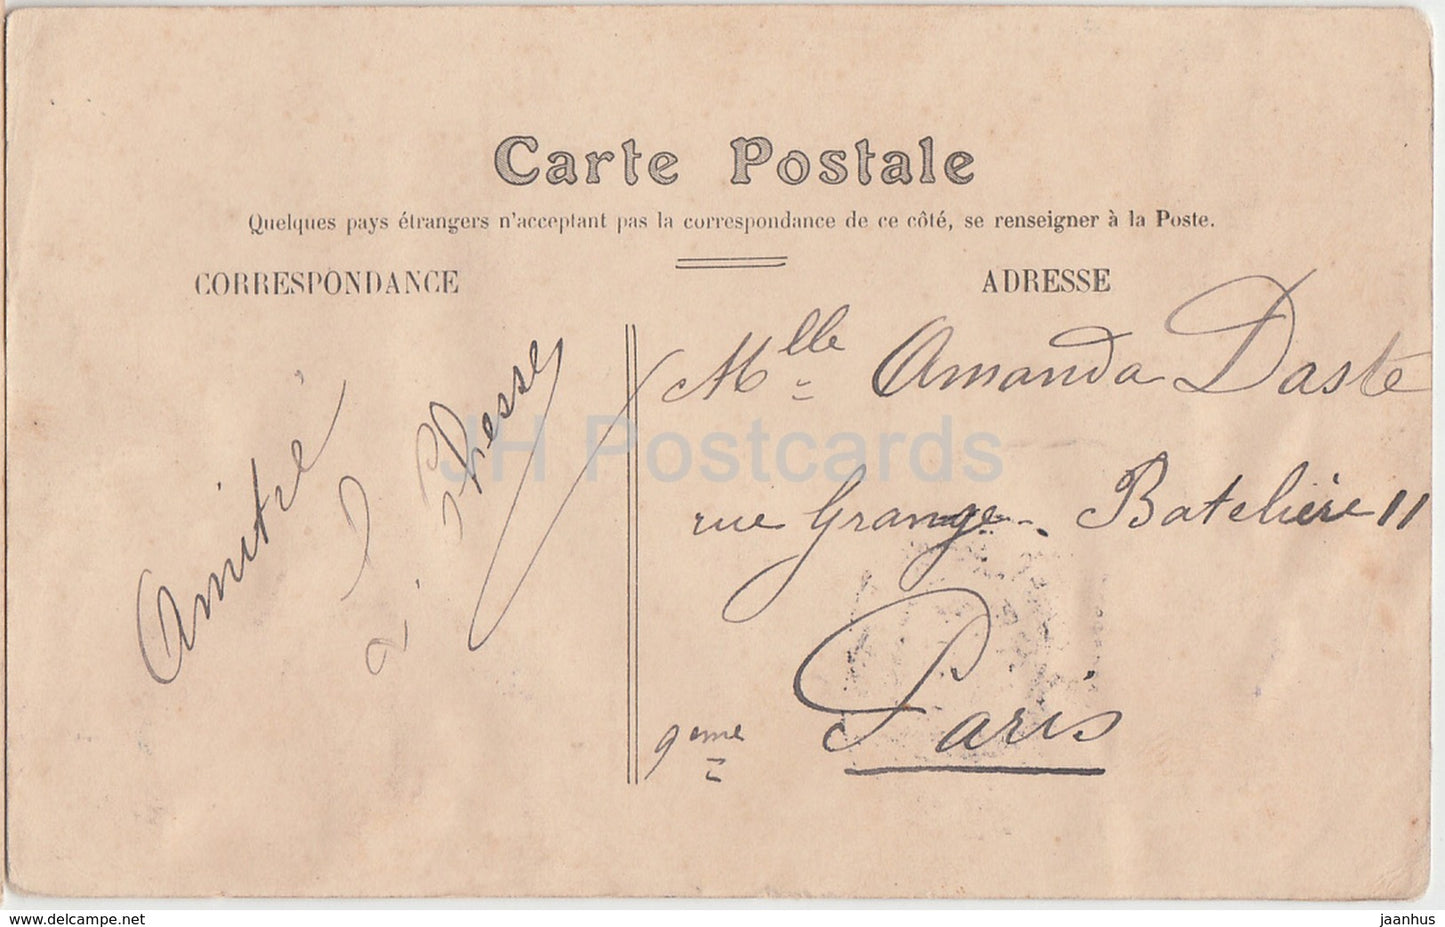 Carte Postale
Quelques pays étrangers n'acceptant pas la correspondance de ce côté, se renseigner à la Poste.
CORRESPONDANCE
ADRESSE
Amitié
Mlle Amanda Daste
rue Grange-Batelière 11
Paris
9eme
JH Postcards
delcampe.net
jaanhus